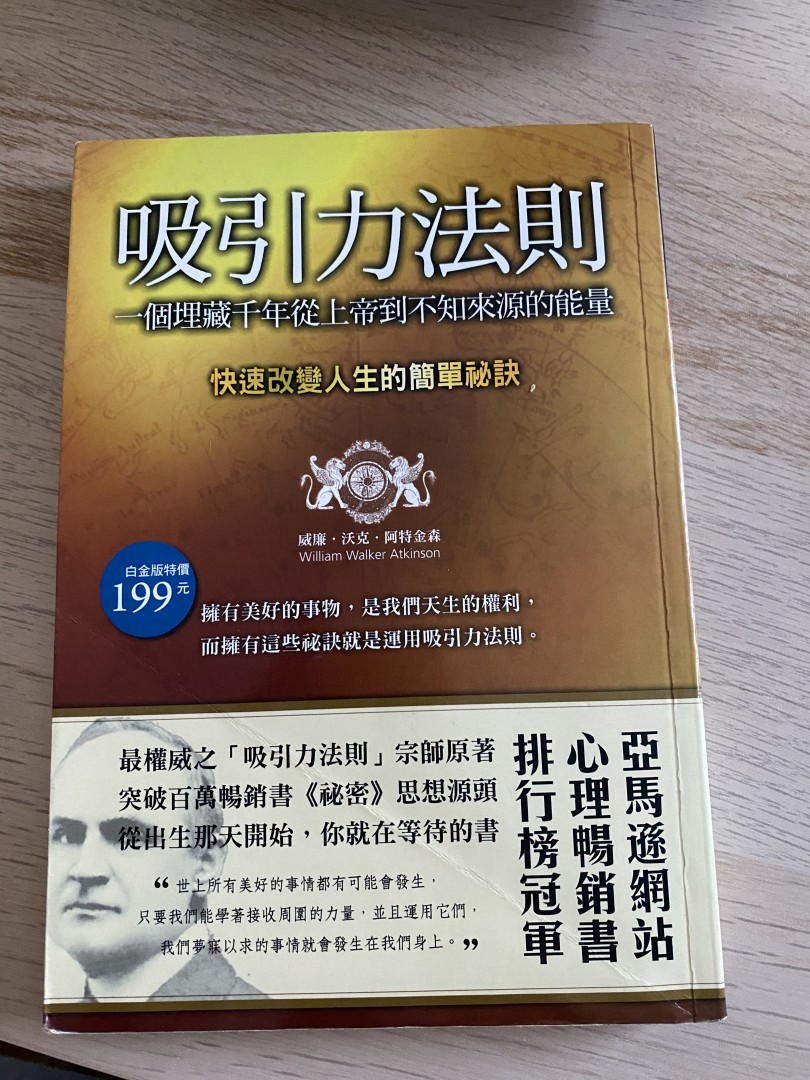 吸引力法則
一個埋藏千年從上帝到不知來源的能量
快速改變人生的簡單祕訣
威廉・沃克・阿特金森
William Walker Atkinson
白金版特價
199元
擁有美好的事物，是我們天生的權利，
而擁有這些祕訣就是運用吸引力法則。
最權威之「吸引力法則」宗師原著
突破百萬暢銷書《祕密》思想源頭
從出生那天開始，你就在等待的書
“世上所有美好的事情都有可能會發生，
只要我們能學著接收周圍的力量，並且運用它們，
我們夢寐以求的事情就會發生在我們身上。”
亞馬遜網站
心理暢銷書
排行榜冠軍